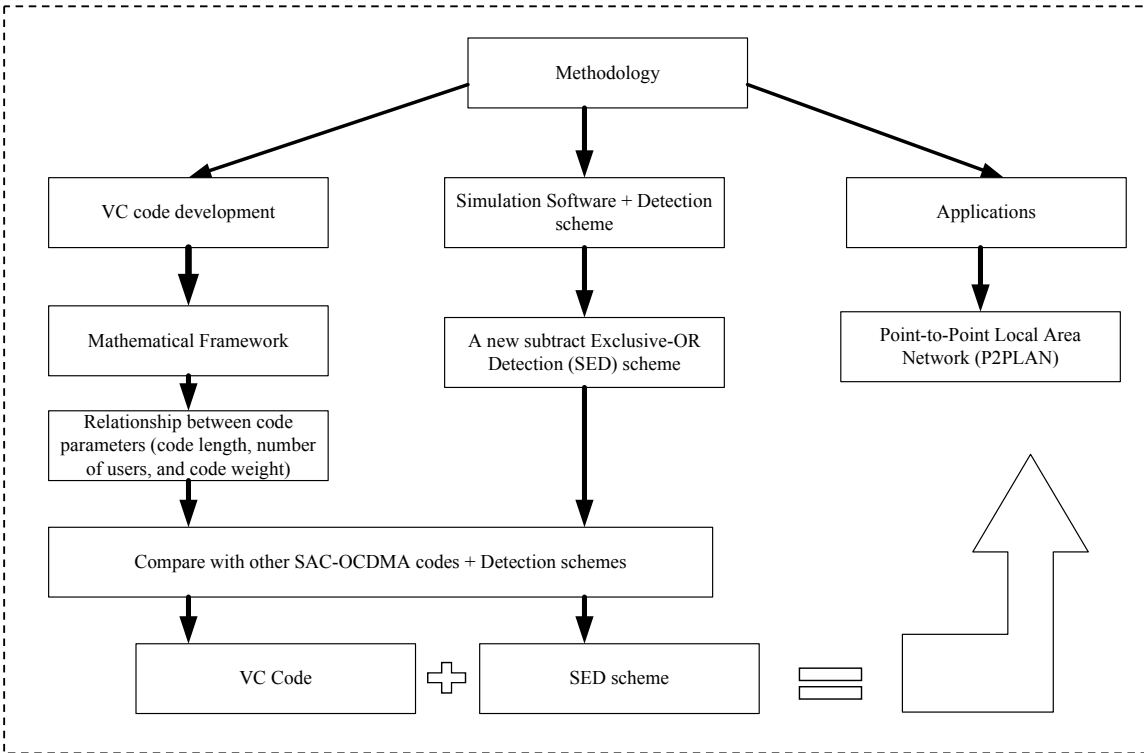 Methodology
VC code development
Simulation Software + Detection
scheme
Applications
Mathematical Framework
A new subtract Exclusive-OR
Detection (SED) scheme
Point-to-Point Local Area
Network (P2PLAN)
Relationship between code
parameters (code length, number
of users, and code weight)
Compare with other SAC-OCDMA codes + Detection schemes
VC Code
SED scheme